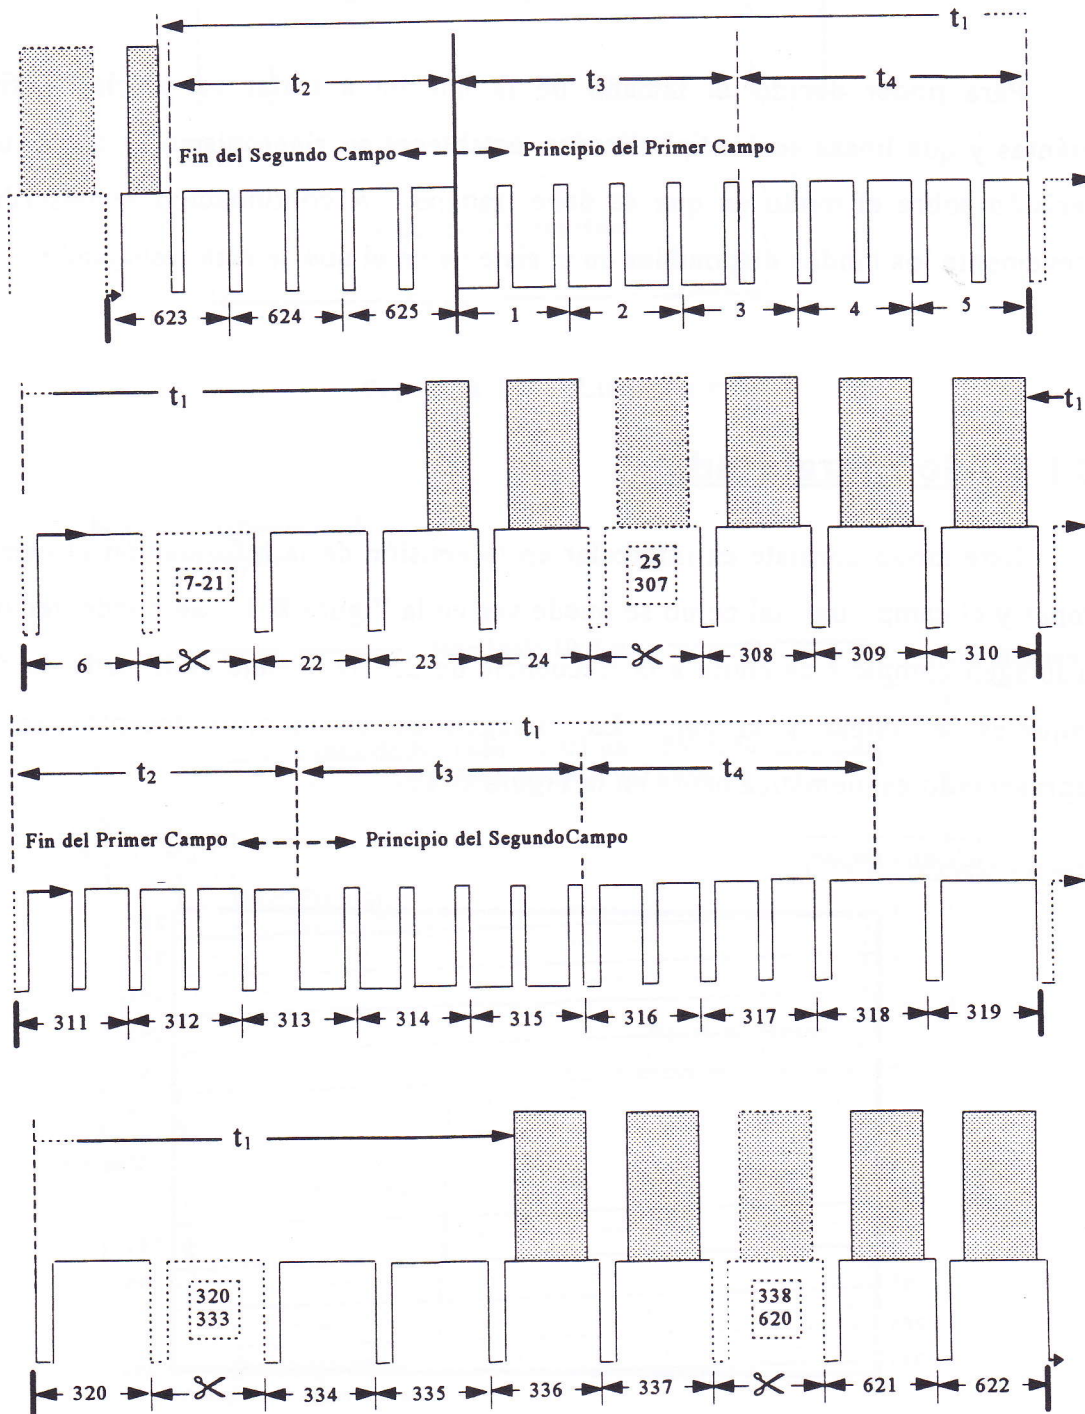 t1
t2 t3 t4
Fin del Segundo Campo Principio del Primer Campo
623 624 625 1 2 3 4 5
t1 t1
7-21 25
307
6 22 23 24 308 309 310
t1
t2 t3 t4
Fin del Primer Campo Principio del SegundoCampo
311 312 313 314 315 316 317 318 319
t1
320 338
333 620
320 334 335 336 337 621 622